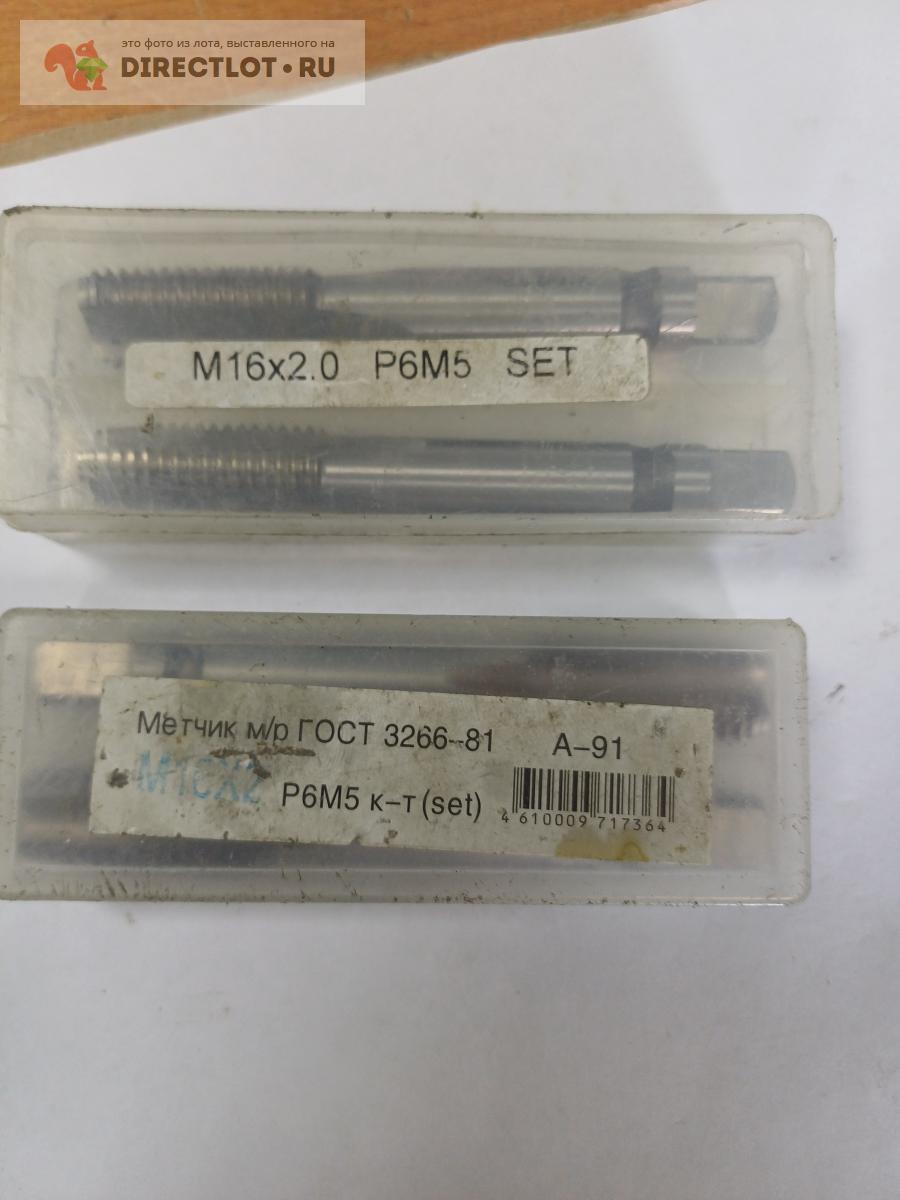 это фото из лота, выставленного на
DIRECTLOT•RU
M16x2.0 P6M5 SET
Метчик м/р ГОСТ 3266-81 А-91
M16X2 Р6М5 к-т(set)
4 610009 717364